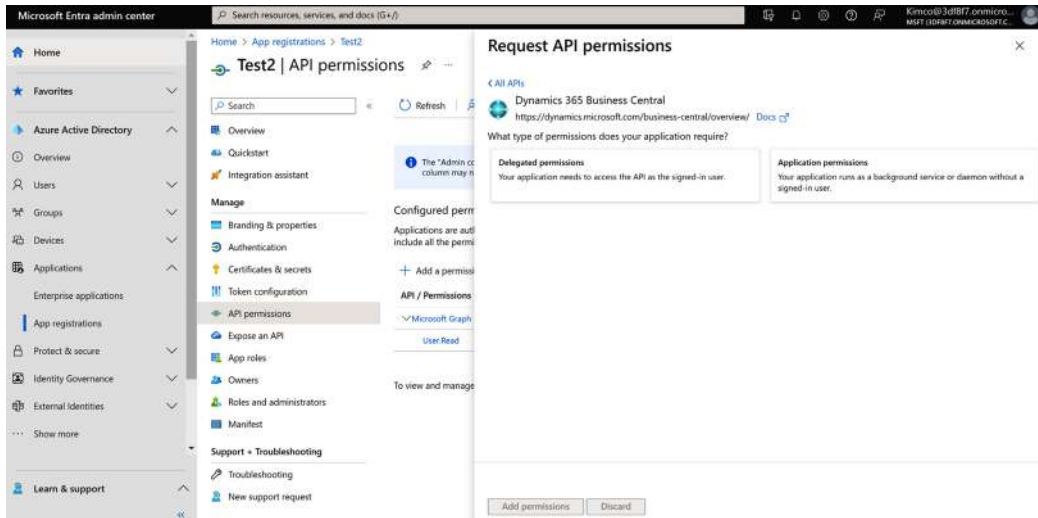 Microsoft Entra admin center
Search resources, services, and docs (G+/)
MSFT (3DF8F7.ONMICROSOFT.C...
Home
Favorites
Azure Active Directory
Overview
Users
Groups
Devices
Applications
Enterprise applications
App registrations
Protect & secure
Identity Governance
External Identities
Show more
Learn & support
Home > App registrations > Test2
Test2 | API permissions
Search
Overview
Quickstart
Integration assistant
Manage
Branding & properties
Authentication
Certificates & secrets
Token configuration
API permissions
Expose an API
App roles
Owners
Roles and administrators
Manifest
Support + Troubleshooting
Troubleshooting
New support request
Refresh
The "Admin co
column may n
Configured perm
Applications are aut
include all the permi
+ Add a permiss
API / Permissions
Microsoft Graph
User.Read
To view and manage
Request API permissions
< All APIs
Dynamics 365 Business Central
https://dynamics.microsoft.com/business-central/overview/ Docs
What type of permissions does your application require?
Delegated permissions
Your application needs to access the API as the signed-in user.
Application permissions
Your application runs as a background service or daemon without a
signed-in user.
Add permissions
Discard